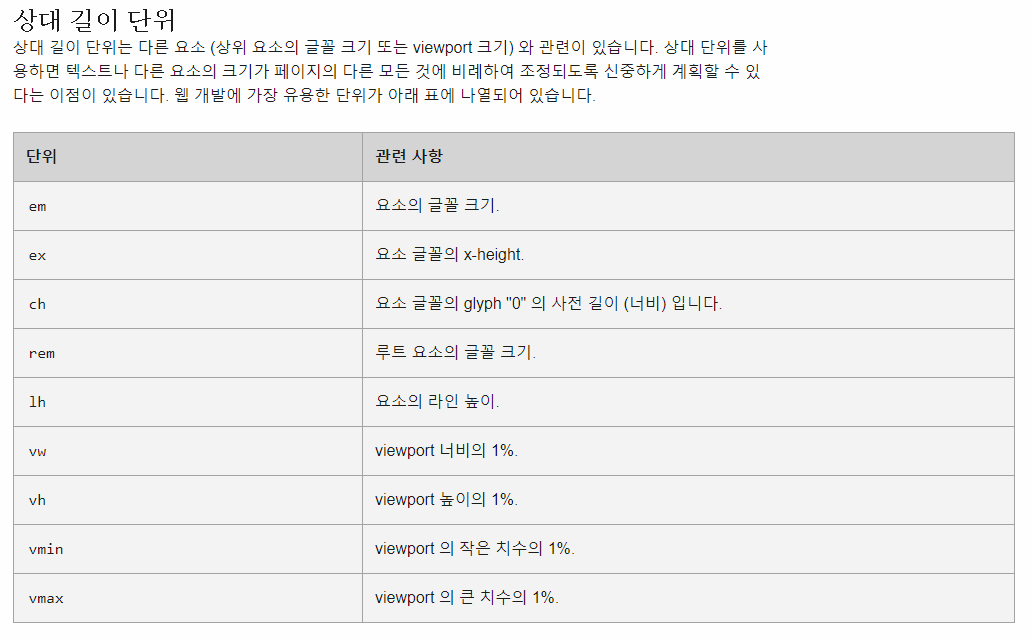 상대 길이 단위
상대 길이 단위는 다른 요소 (상위 요소의 글꼴 크기 또는 viewport 크기) 와 관련이 있습니다. 상대 단위를 사
용하면 텍스트나 다른 요소의 크기가 페이지의 다른 모든 것에 비례하여 조정되도록 신중하게 계획할 수 있
다는 이점이 있습니다. 웹 개발에 가장 유용한 단위가 아래 표에 나열되어 있습니다.
단위 관련 사항
em 요소의 글꼴 크기.
ex 요소 글꼴의 x-height.
ch 요소 글꼴의 glyph "0" 의 사전 길이 (너비) 입니다.
rem 루트 요소의 글꼴 크기.
lh 요소의 라인 높이.
vw viewport 너비의 1%.
vh viewport 높이의 1%.
vmin viewport 의 작은 치수의 1%.
vmax viewport 의 큰 치수의 1%.